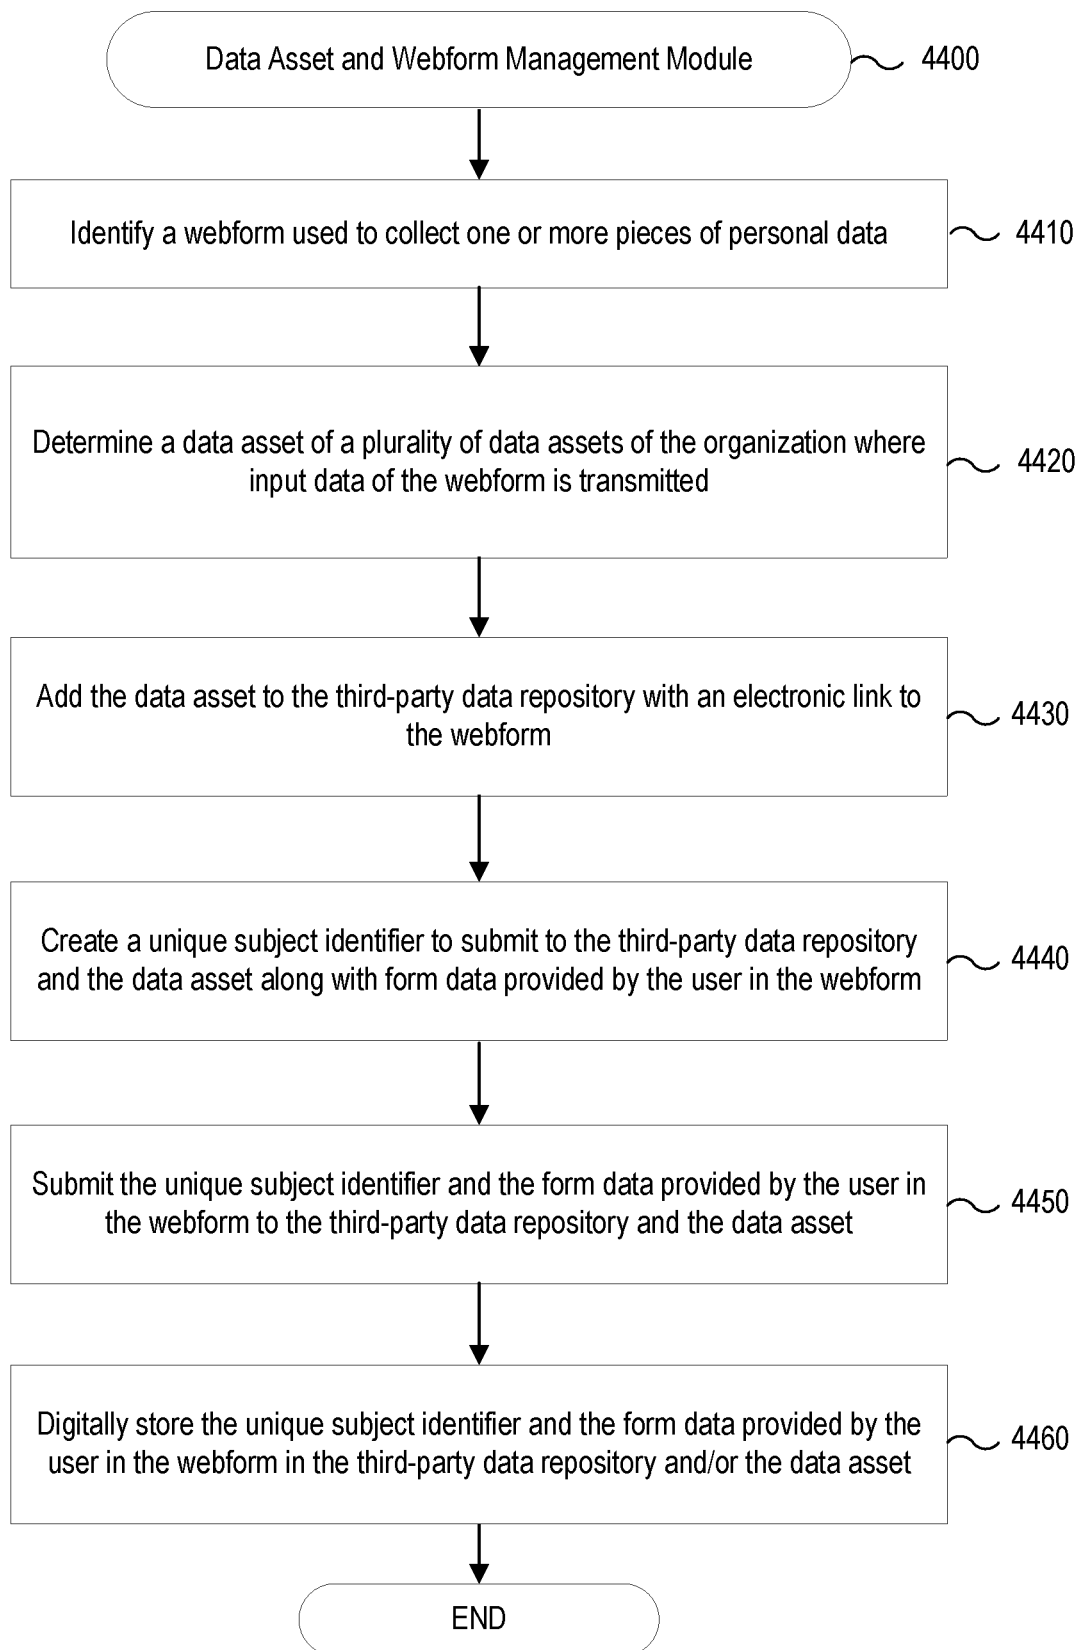 Data Asset and Webform Management Module
4400
Identify a webform used to collect one or more pieces of personal data
4410
Determine a data asset of a plurality of data assets of the organization where
input data of the webform is transmitted
4420
Add the data asset to the third-party data repository with an electronic link to
the webform
4430
Create a unique subject identifier to submit to the third-party data repository
and the data asset along with form data provided by the user in the webform
4440
Submit the unique subject identifier and the form data provided by the user in
the webform to the third-party data repository and the data asset
4450
Digitally store the unique subject identifier and the form data provided by the
user in the webform in the third-party data repository and/or the data asset
4460
END